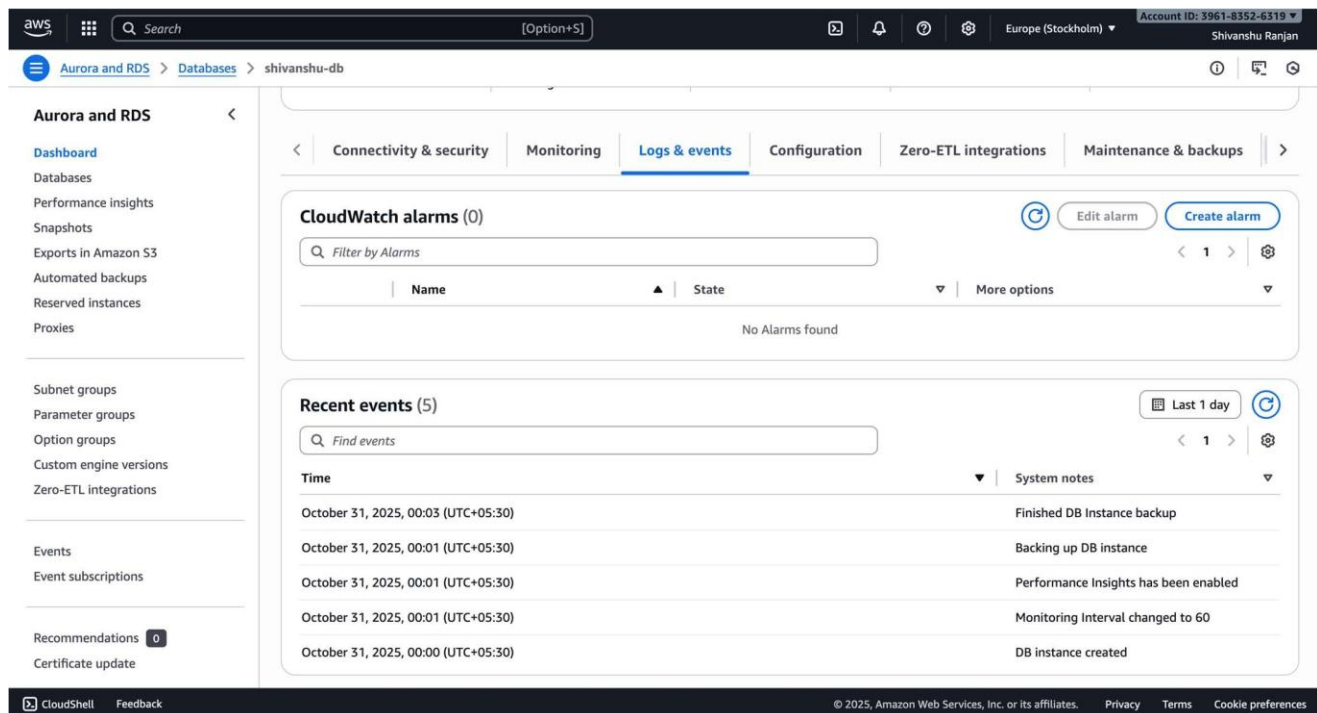 aws
Search [Option+S]
Europe (Stockholm) ▼
Account ID: 3961-8352-6319 ▼
Shivanshu Ranjan
Aurora and RDS > Databases > shivanshu-db
Aurora and RDS
Dashboard
Databases
Performance insights
Snapshots
Exports in Amazon S3
Automated backups
Reserved instances
Proxies
Subnet groups
Parameter groups
Option groups
Custom engine versions
Zero-ETL integrations
Events
Event subscriptions
Recommendations 0
Certificate update
Connectivity & security Monitoring Logs & events Configuration Zero-ETL integrations Maintenance & backups
CloudWatch alarms (0) Edit alarm Create alarm
Filter by Alarms
< 1 >
Name State More options
No Alarms found
Recent events (5) Last 1 day
Find events
< 1 >
Time System notes
October 31, 2025, 00:03 (UTC+05:30) Finished DB Instance backup
October 31, 2025, 00:01 (UTC+05:30) Backing up DB instance
October 31, 2025, 00:01 (UTC+05:30) Performance Insights has been enabled
October 31, 2025, 00:01 (UTC+05:30) Monitoring Interval changed to 60
October 31, 2025, 00:00 (UTC+05:30) DB instance created
CloudShell Feedback © 2025, Amazon Web Services, Inc. or its affiliates. Privacy Terms Cookie preferences